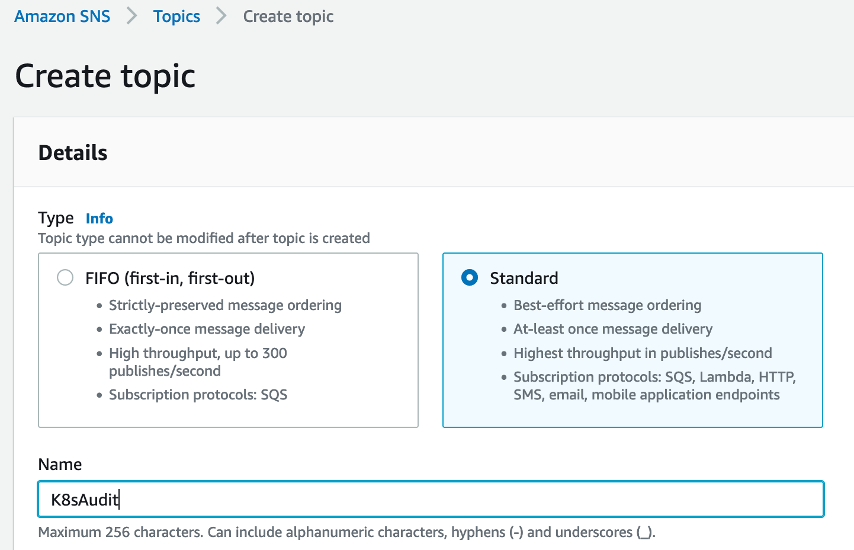 Amazon SNS > Topics > Create topic
Create topic
Details
Type Info
Topic type cannot be modified after topic is created
FIFO (first-in, first-out)
• Strictly-preserved message ordering
• Exactly-once message delivery
• High throughput, up to 300
publishes/second
• Subscription protocols: SQS
Standard
• Best-effort message ordering
• At-least once message delivery
• Highest throughput in publishes/second
• Subscription protocols: SQS, Lambda, HTTP,
SMS, email, mobile application endpoints
Name
K8sAudit
Maximum 256 characters. Can include alphanumeric characters, hyphens (-) and underscores (_).